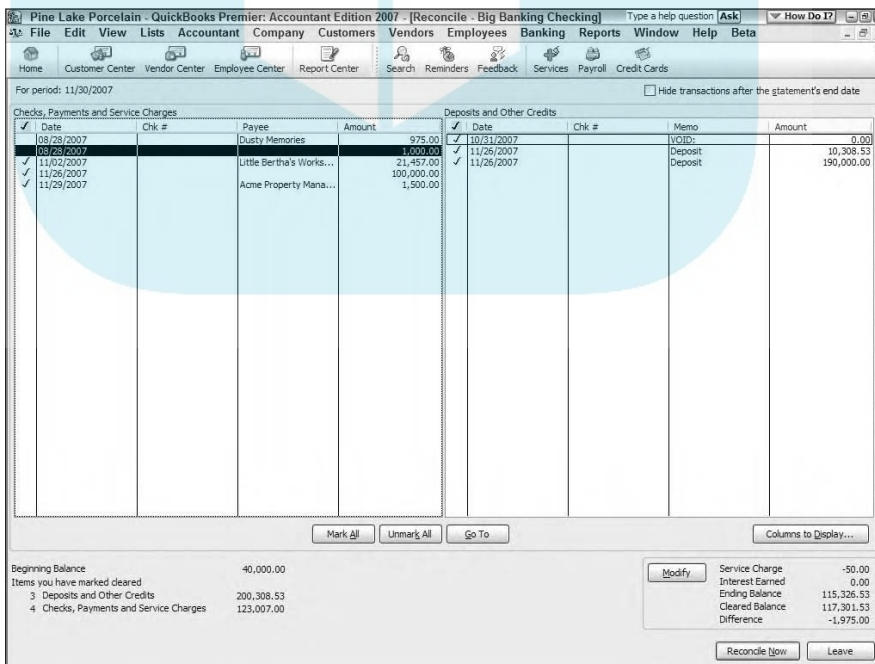 Pine Lake Porcelain - QuickBooks Premier: Accountant Edition 2007 - [Reconcile - Big Banking Checking] Type a help question Ask How Do I?
File Edit View Lists Accountant Company Customers Vendors Employees Banking Reports Window Help Beta
Home Customer Center Vendor Center Employee Center Report Center Search Reminders Feedback Services Payroll Credit Cards
For period: 11/30/2007 Hide transactions after the statement's end date
Checks, Payments and Service Charges Deposits and Other Credits
✓ Date Chk # Payee Amount ✓ Date Chk # Memo Amount
08/28/2007 Dusty Memories 975.00 ✓ 10/31/2007 VOID: 0.00
08/28/2007 1,000.00 ✓ 11/26/2007 Deposit 10,308.53
✓ 11/02/2007 Little Bertha's Works... 21,457.00 ✓ 11/26/2007 Deposit 190,000.00
✓ 11/26/2007 100,000.00
✓ 11/29/2007 Acme Property Mana... 1,500.00
Mark All Unmark All Go To Columns to Display...
Beginning Balance 40,000.00 Modify Service Charge -50.00
Items you have marked cleared Interest Earned 0.00
3 Deposits and Other Credits 200,308.53 Ending Balance 115,326.53
4 Checks, Payments and Service Charges 123,007.00 Cleared Balance 117,301.53
Difference -1,975.00
Reconcile Now Leave